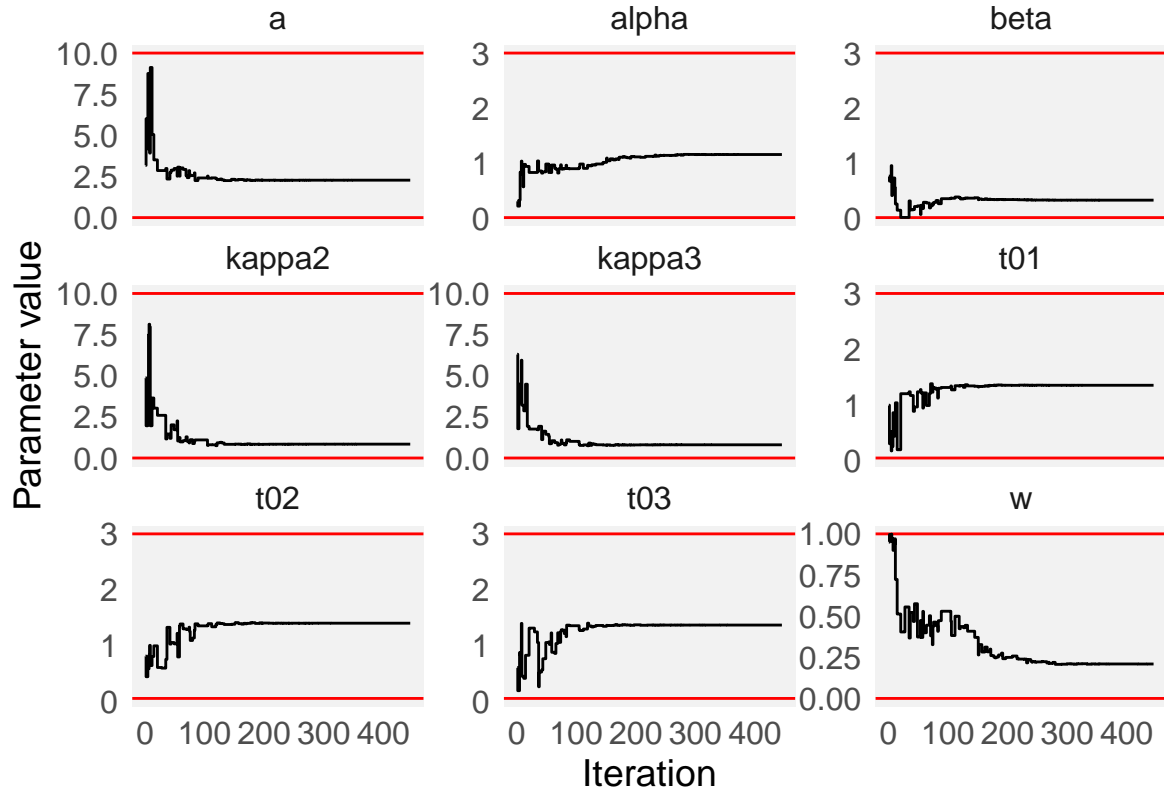 a alpha beta
10.0 3 3
7.5 2 2
5.0
2.5 1 1
0.0 0 0
kappa2 kappa3 t01
10.0 10.0 3
7.5 7.5 2
5.0 5.0
2.5 2.5 1
0.0 0.0 0
t02 t03 w
3 3 1.00
2 2 0.75
0.50
1 1 0.25
0 0 0.00
0 100 200 300 400 0 100 200 300 400 0 100 200 300 400
Iteration
Parameter value